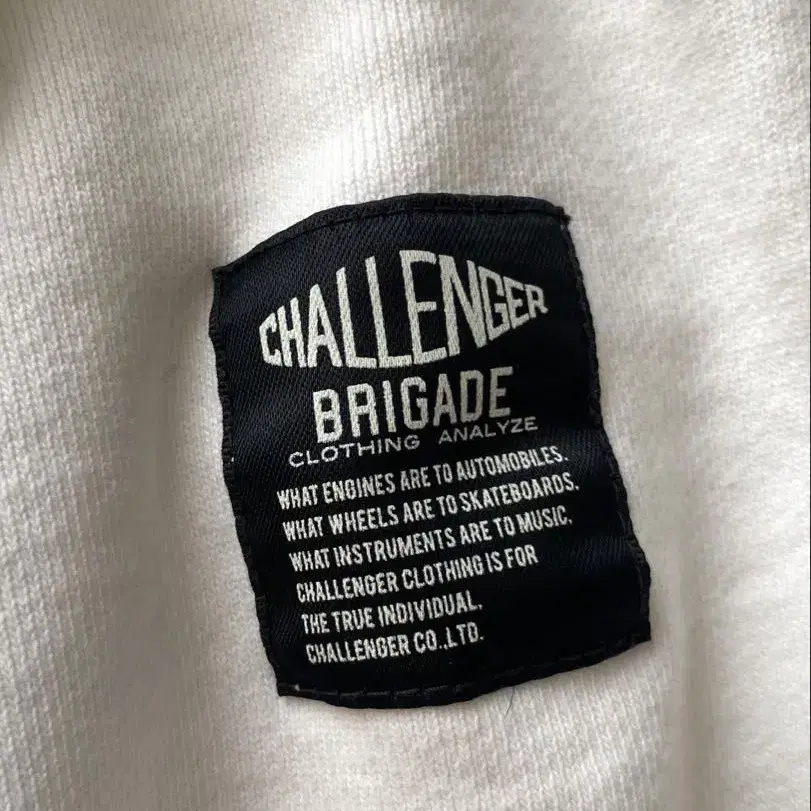 CHALLENGER
BRIGADE
CLOTHING ANALYZE
WHAT ENGINES ARE TO AUTOMOBILES.
WHAT WHEELS ARE TO SKATEBOARDS.
WHAT INSTRUMENTS ARE TO MUSIC,
CHALLENGER CLOTHING IS FOR
THE TRUE INDIVIDUAL.
CHALLENGER CO.,LTD.